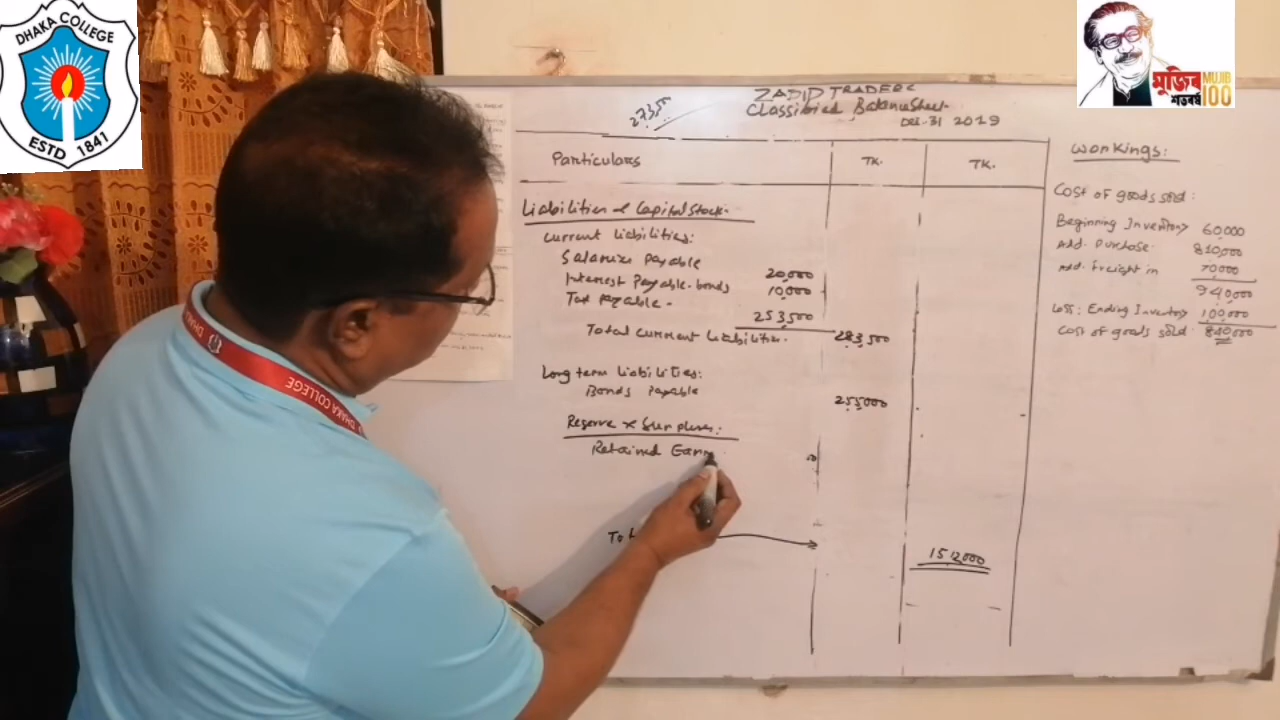 DHAKA COLLEGE
ESTD 1841
মুজিব
শতবর্ষ
MUJIB
100
ZADID TRADERS
Classified Balance Sheet
Dec. 31 2019
Particulars TK. TK.
Liabilities & Capital Stock.
Current liabilities:
Salaries payable 20,000
Interest Payable-bonds 10,000
Tax payable. 253,500
Total current liabilities. 283,500
Long term liabilities:
Bonds Payable 255,000
Reserve & Surplus:
Retained Earn
1512,000
Workings:
Cost of goods sold:
Beginning Inventory 60,000
Add. Purchase. 810,000
Add. Freight in 70,000
940,000
Less: Ending Inventory 100,000
Cost of goods sold. 840,000
DHAKA COLLEGE